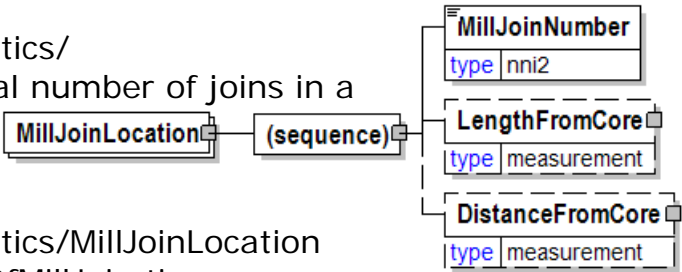 tics/
al number of joins in a
MillJoinLocation
(sequence)
MillJoinNumber
type nni2
LengthFromCore
type measurement
DistanceFromCore
type measurement
tics/MillJoinLocation